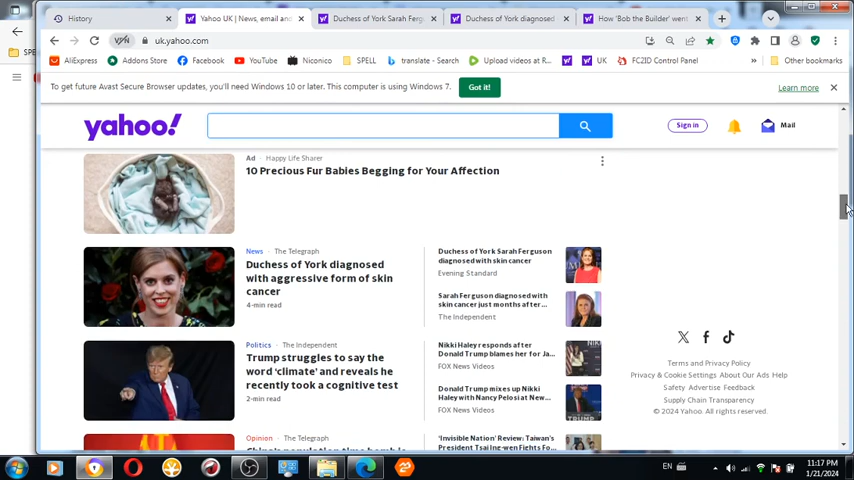 History
Yahoo UK | News, email and
Duchess of York Sarah Ferg
Duchess of York diagnosed
How 'Bob the Builder' went
VPN
uk.yahoo.com
AliExpress
Addons Store
Facebook
YouTube
Niconico
SPELL
translate - Search
Upload videos to R...
UK
FC2ID Control Panel
Other bookmarks
SPE
To get future Avast Secure Browser updates, you'll need Windows 10 or later. This computer is using Windows 7.
Got it!
Learn more
yahoo!
Sign in
Mail
Ad · Happy Life Sharer
10 Precious Fur Babies Begging for Your Affection
News · The Telegraph
Duchess of York diagnosed
with aggressive form of skin
cancer
4-min read
Duchess of York Sarah Ferguson
diagnosed with skin cancer
Evening Standard
Sarah Ferguson diagnosed with
skin cancer just months after...
The Independent
Politics · The Independent
Trump struggles to say the
word 'climate' and reveals he
recently took a cognitive test
2-min read
Nikki Haley responds after
Donald Trump blames her for Ja...
FOX News Videos
Donald Trump mixes up Nikki
Haley with Nancy Pelosi at New...
FOX News Videos
TRUMP
Opinion · The Telegraph
China's population time bomb is
'Invisible Nation' Review: Taiwan's
President Tsai Ing-wen Fights Fo...
Terms and Privacy Policy
Privacy & Cookie Settings About Our Ads Help
Safety Advertise Feedback
Supply Chain Transparency
© 2024 Yahoo. All rights reserved.
EN
11:17 PM
1/21/2024